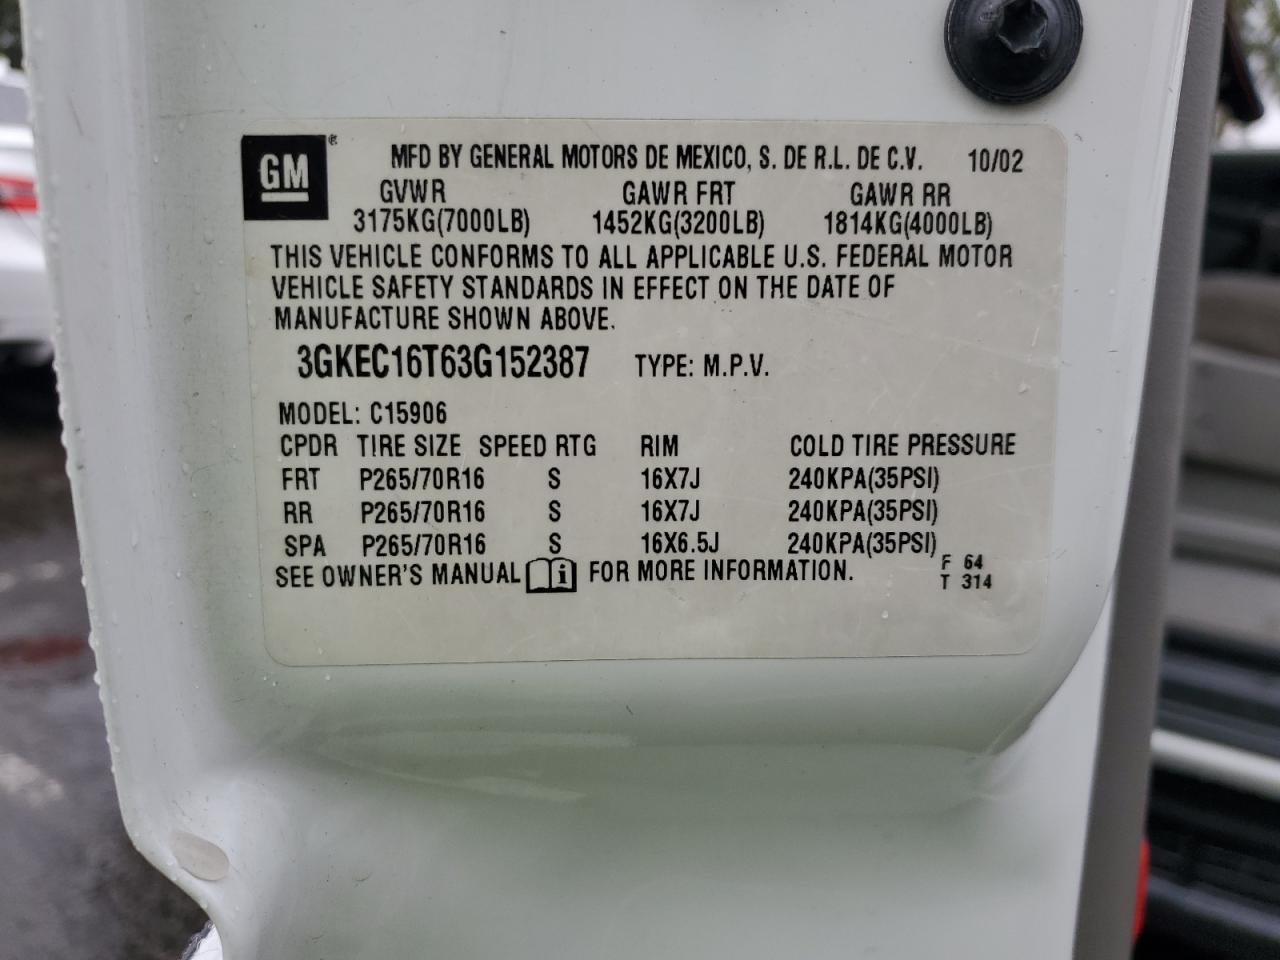 GM® MFD BY GENERAL MOTORS DE MEXICO, S. DE R.L. DE C.V. 10/02
GVWR GAWR FRT GAWR RR
3175KG(7000LB) 1452KG(3200LB) 1814KG(4000LB)
THIS VEHICLE CONFORMS TO ALL APPLICABLE U.S. FEDERAL MOTOR
VEHICLE SAFETY STANDARDS IN EFFECT ON THE DATE OF
MANUFACTURE SHOWN ABOVE.
3GKEC16T63G152387 TYPE: M.P.V.
MODEL: C15906
CPDR TIRE SIZE SPEED RTG RIM COLD TIRE PRESSURE
FRT P265/70R16 S 16X7J 240KPA(35PSI)
RR P265/70R16 S 16X7J 240KPA(35PSI)
SPA P265/70R16 S 16X6.5J 240KPA(35PSI)
SEE OWNER'S MANUAL i FOR MORE INFORMATION. F 64
T 314